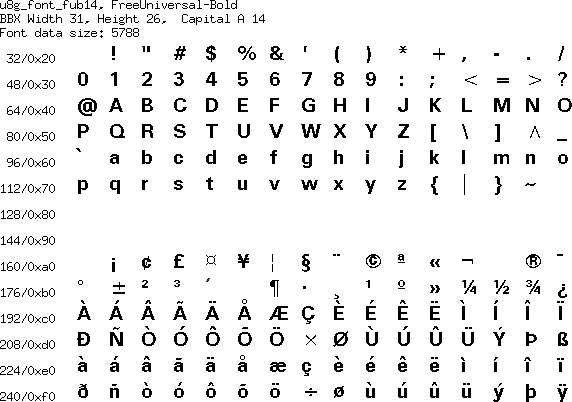 u8g_font_fub14, FreeUniversal-Bold
BBX Width 31, Height 26,  Capital A 14
Font data size: 5788
32/0x20 ! " # $ % & ' ( ) * + , - . /
48/0x30 0 1 2 3 4 5 6 7 8 9 : ; < = > ?
64/0x40 @ A B C D E F G H I J K L M N O
80/0x50 P Q R S T U V W X Y Z [ \ ] ^ _
96/0x60 ` a b c d e f g h i j k l m n o
112/0x70 p q r s t u v w x y z { | } ~
128/0x80
144/0x90
160/0xa0 ¡ ¢ £ ¤ ¥ ¦ § ¨ © ª « ¬ ® ¯
176/0xb0 ° ± ² ³ ´ ¶ · ¸ ¹ º » ¼ ½ ¾ ¿
192/0xc0 À Á Â Ã Ä Å Æ Ç È É Ê Ë Ì Í Î Ï
208/0xd0 Ð Ñ Ò Ó Ô Õ Ö × Ø Ù Ú Û Ü Ý Þ ß
224/0xe0 à á â ã ä å æ ç è é ê ë ì í î ï
240/0xf0 ð ñ ò ó ô õ ö ÷ ø ù ú û ü ý þ ÿ